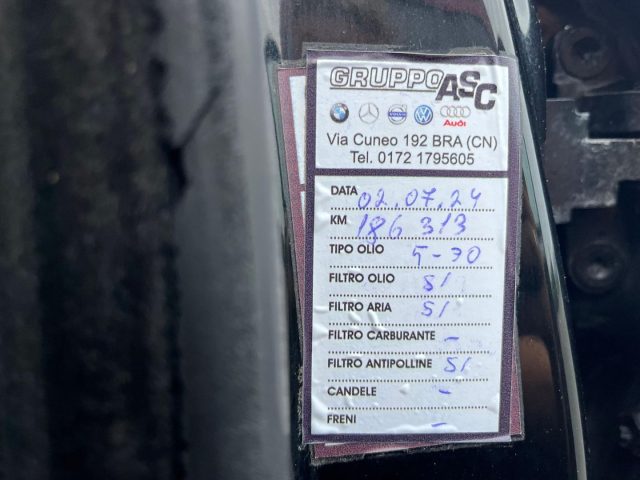 GRUPPO ASC
Audi
Via Cuneo 192 BRA (CN)
Tel. 0172 1795605
DATA 02.07.24
KM 186 313
TIPO OLIO 5-30
FILTRO OLIO SI
FILTRO ARIA SI
FILTRO CARBURANTE -
FILTRO ANTIPOLLINE SI
CANDELE -
FRENI -